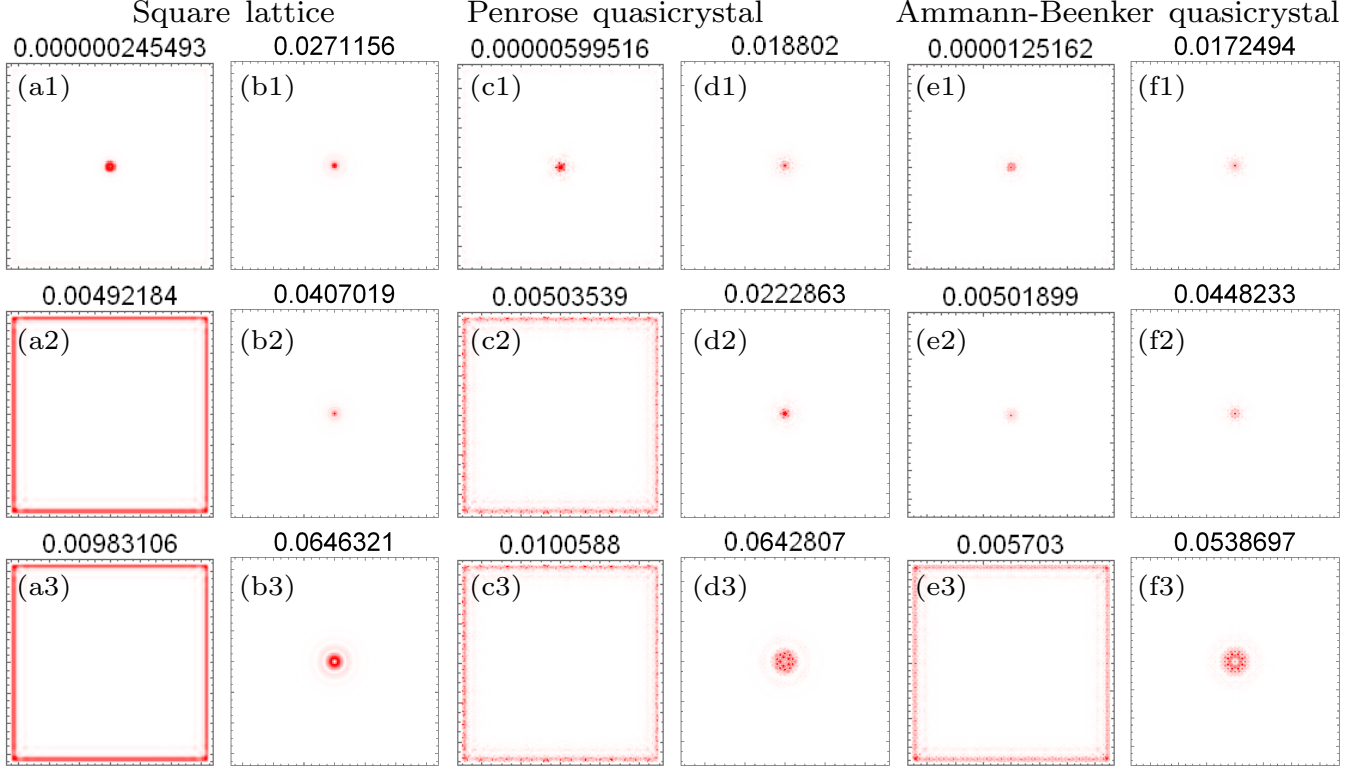 Square lattice Penrose quasicrystal Ammann-Beenker quasicrystal
0.000000245493 0.0271156 0.00000599516 0.018802 0.0000125162 0.0172494
(a1) (b1) (c1) (d1) (e1) (f1)
0.00492184 0.0407019 0.00503539 0.0222863 0.00501899 0.0448233
(a2) (b2) (c2) (d2) (e2) (f2)
0.00983106 0.0646321 0.0100588 0.0642807 0.005703 0.0538697
(a3) (b3) (c3) (d3) (e3) (f3)